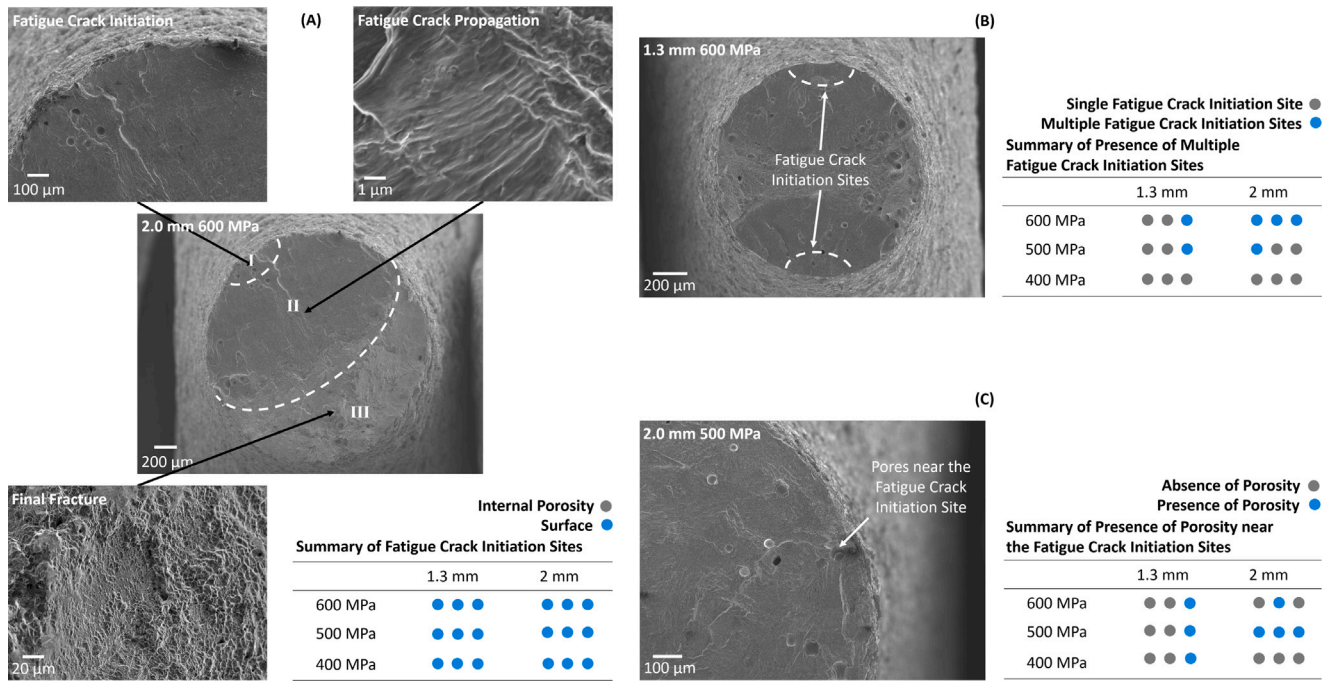 Fatigue Crack Initiation
(A)
Fatigue Crack Propagation
100 µm
1 µm
2.0 mm 600 MPa
I
II
III
200 µm
Final Fracture
20 µm
Internal Porosity
Surface
Summary of Fatigue Crack Initiation Sites
1.3 mm 2 mm
600 MPa
500 MPa
400 MPa
(B)
1.3 mm 600 MPa
Fatigue Crack
Initiation Sites
200 µm
Single Fatigue Crack Initiation Site
Multiple Fatigue Crack Initiation Sites
Summary of Presence of Multiple
Fatigue Crack Initiation Sites
1.3 mm 2 mm
600 MPa
500 MPa
400 MPa
(C)
2.0 mm 500 MPa
Pores near the
Fatigue Crack
Initiation Site
100 µm
Absence of Porosity
Presence of Porosity
Summary of Presence of Porosity near
the Fatigue Crack Initiation Sites
1.3 mm 2 mm
600 MPa
500 MPa
400 MPa